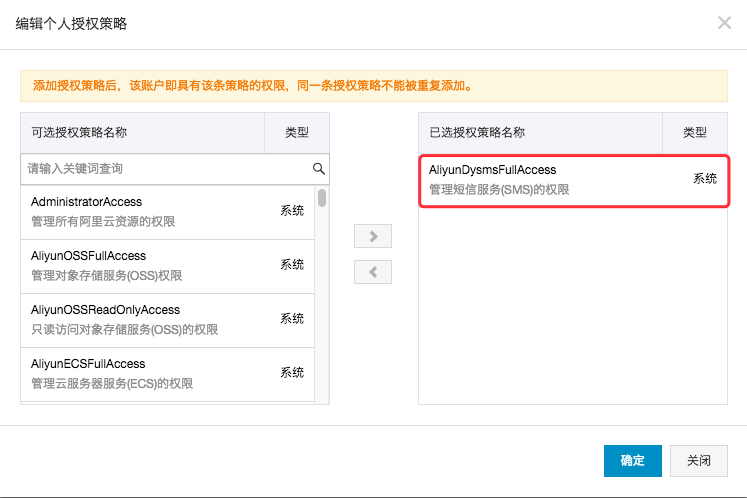 编辑个人授权策略
添加授权策略后，该账户即具有该条策略的权限，同一条授权策略不能被重复添加。
可选授权策略名称 类型
请输入关键词查询
AdministratorAccess
管理所有阿里云资源的权限
系统
AliyunOSSFullAccess
管理对象存储服务(OSS)权限
系统
AliyunOSSReadOnlyAccess
只读访问对象存储服务(OSS)的权限
系统
AliyunECSFullAccess
管理云服务器服务(ECS)的权限
系统
已选授权策略名称 类型
AliyunDysmsFullAccess
管理短信服务(SMS)的权限
系统
确定
关闭